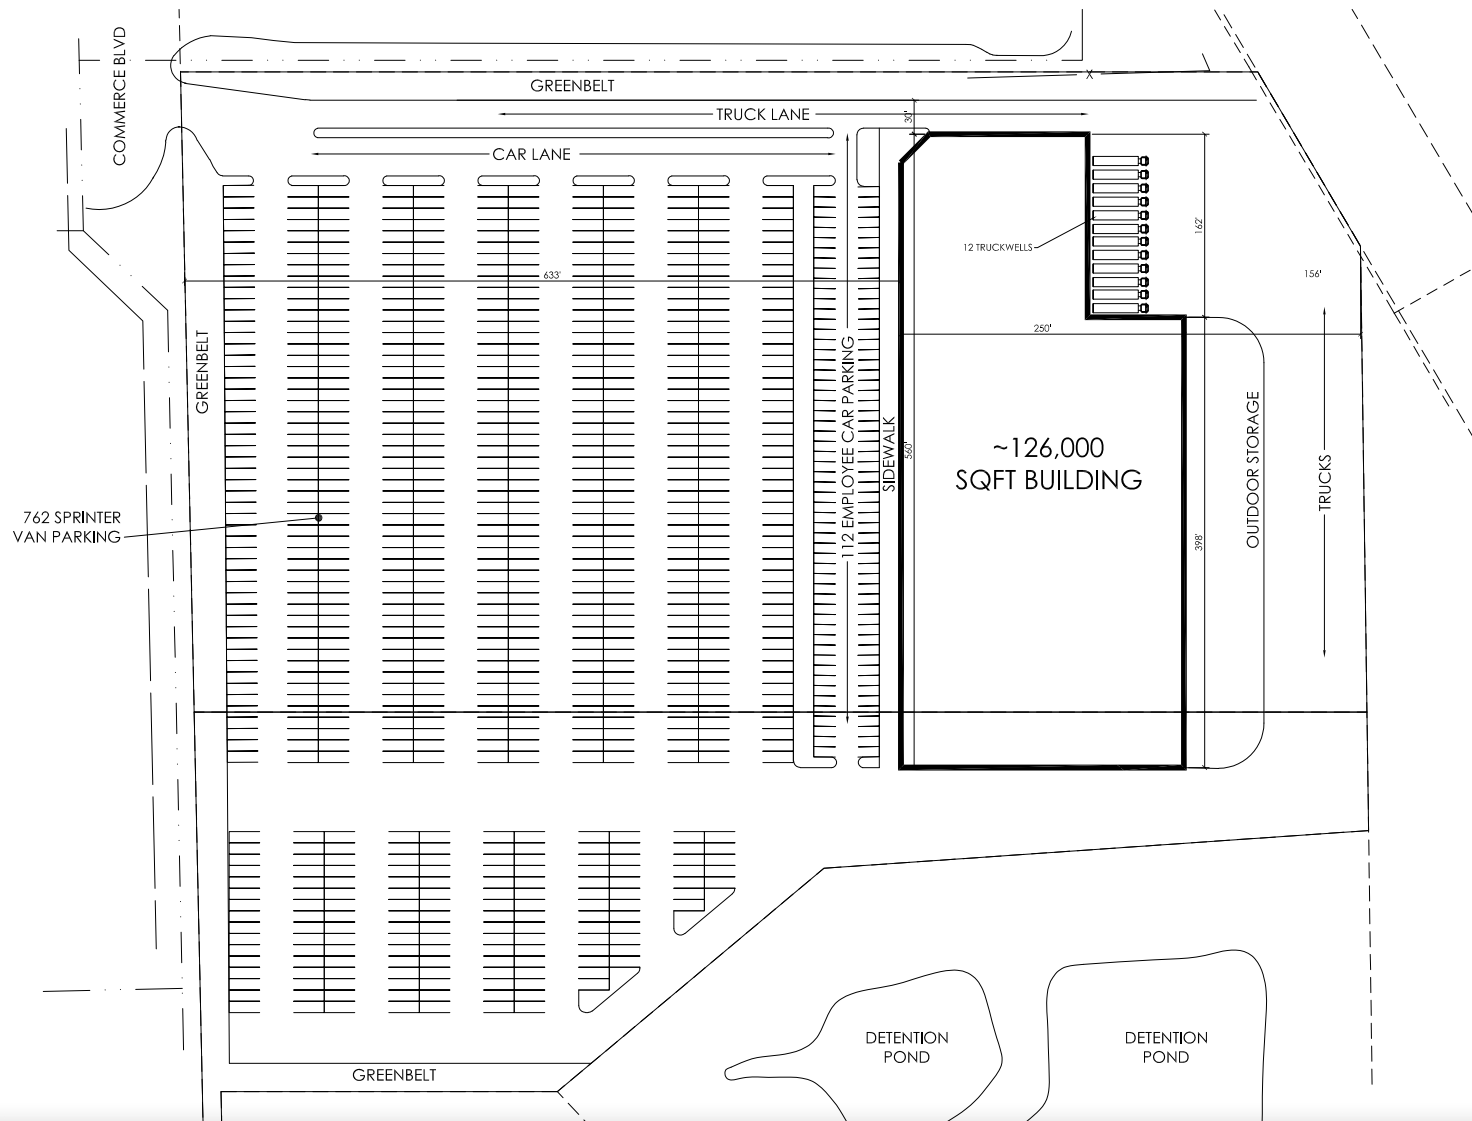 COMMERCE BLVD
GREENBELT
TRUCK LANE
30'
CAR LANE
12 TRUCKWELLS
162'
633'
156'
250'
GREENBELT
112 EMPLOYEE CAR PARKING
SIDEWALK
560'
~126,000
SQFT BUILDING
OUTDOOR STORAGE
TRUCKS
398'
762 SPRINTER
VAN PARKING
DETENTION
POND
DETENTION
POND
GREENBELT
X